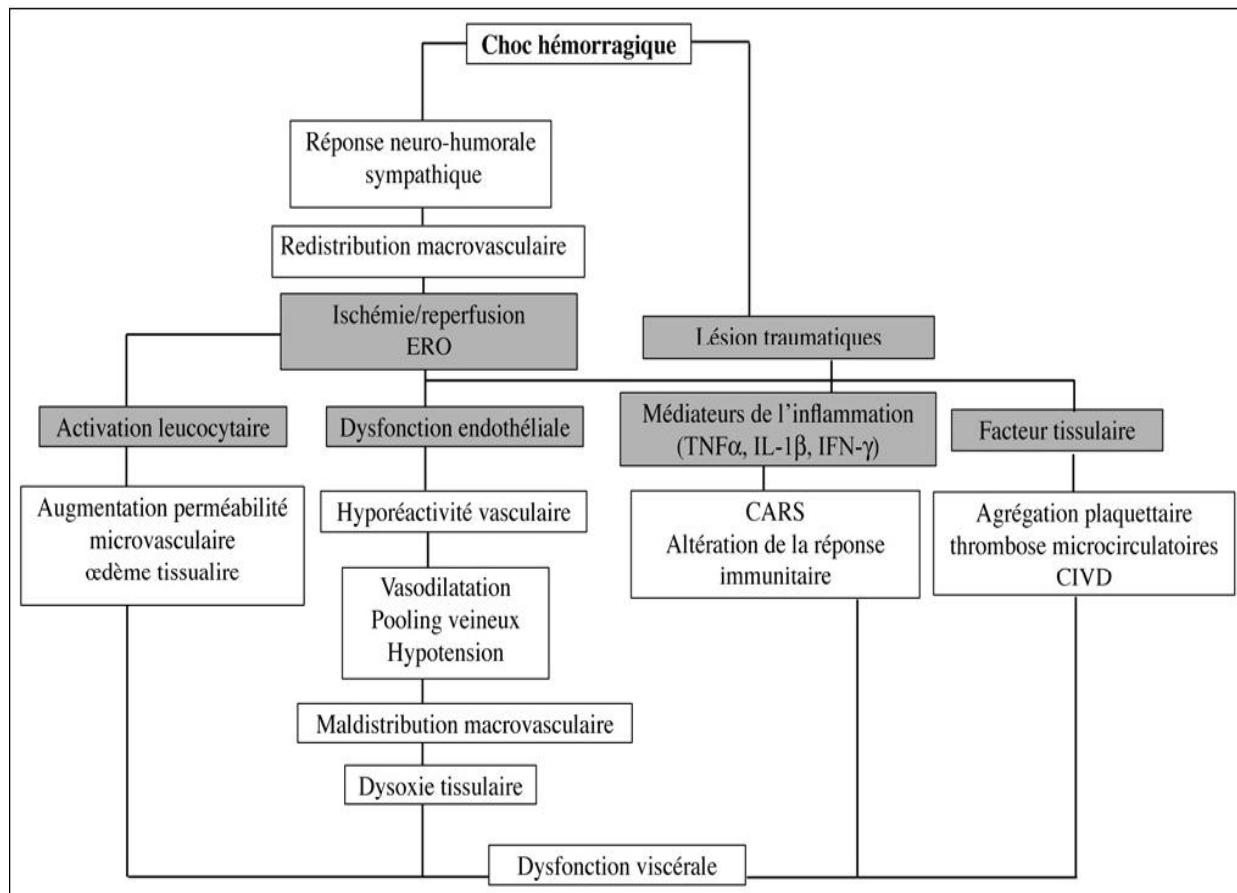 Choc hémorragique
Réponse neuro-humorale
sympathique
Redistribution macrovasculaire
Ischémie/reperfusion
ERO
Lésion traumatiques
Activation leucocytaire
Dysfonction endothéliale
Médiateurs de l’inflammation
(TNFα, IL-1β, IFN-γ)
Facteur tissulaire
Augmentation perméabilité
microvasculaire
œdème tissualire
Hyporéactivité vasculaire
CARS
Altération de la réponse
immunitaire
Agrégation plaquettaire
thrombose microcirculatoires
CIVD
Vasodilatation
Pooling veineux
Hypotension
Maldistribution macrovasculaire
Dysoxie tissulaire
Dysfonction viscérale